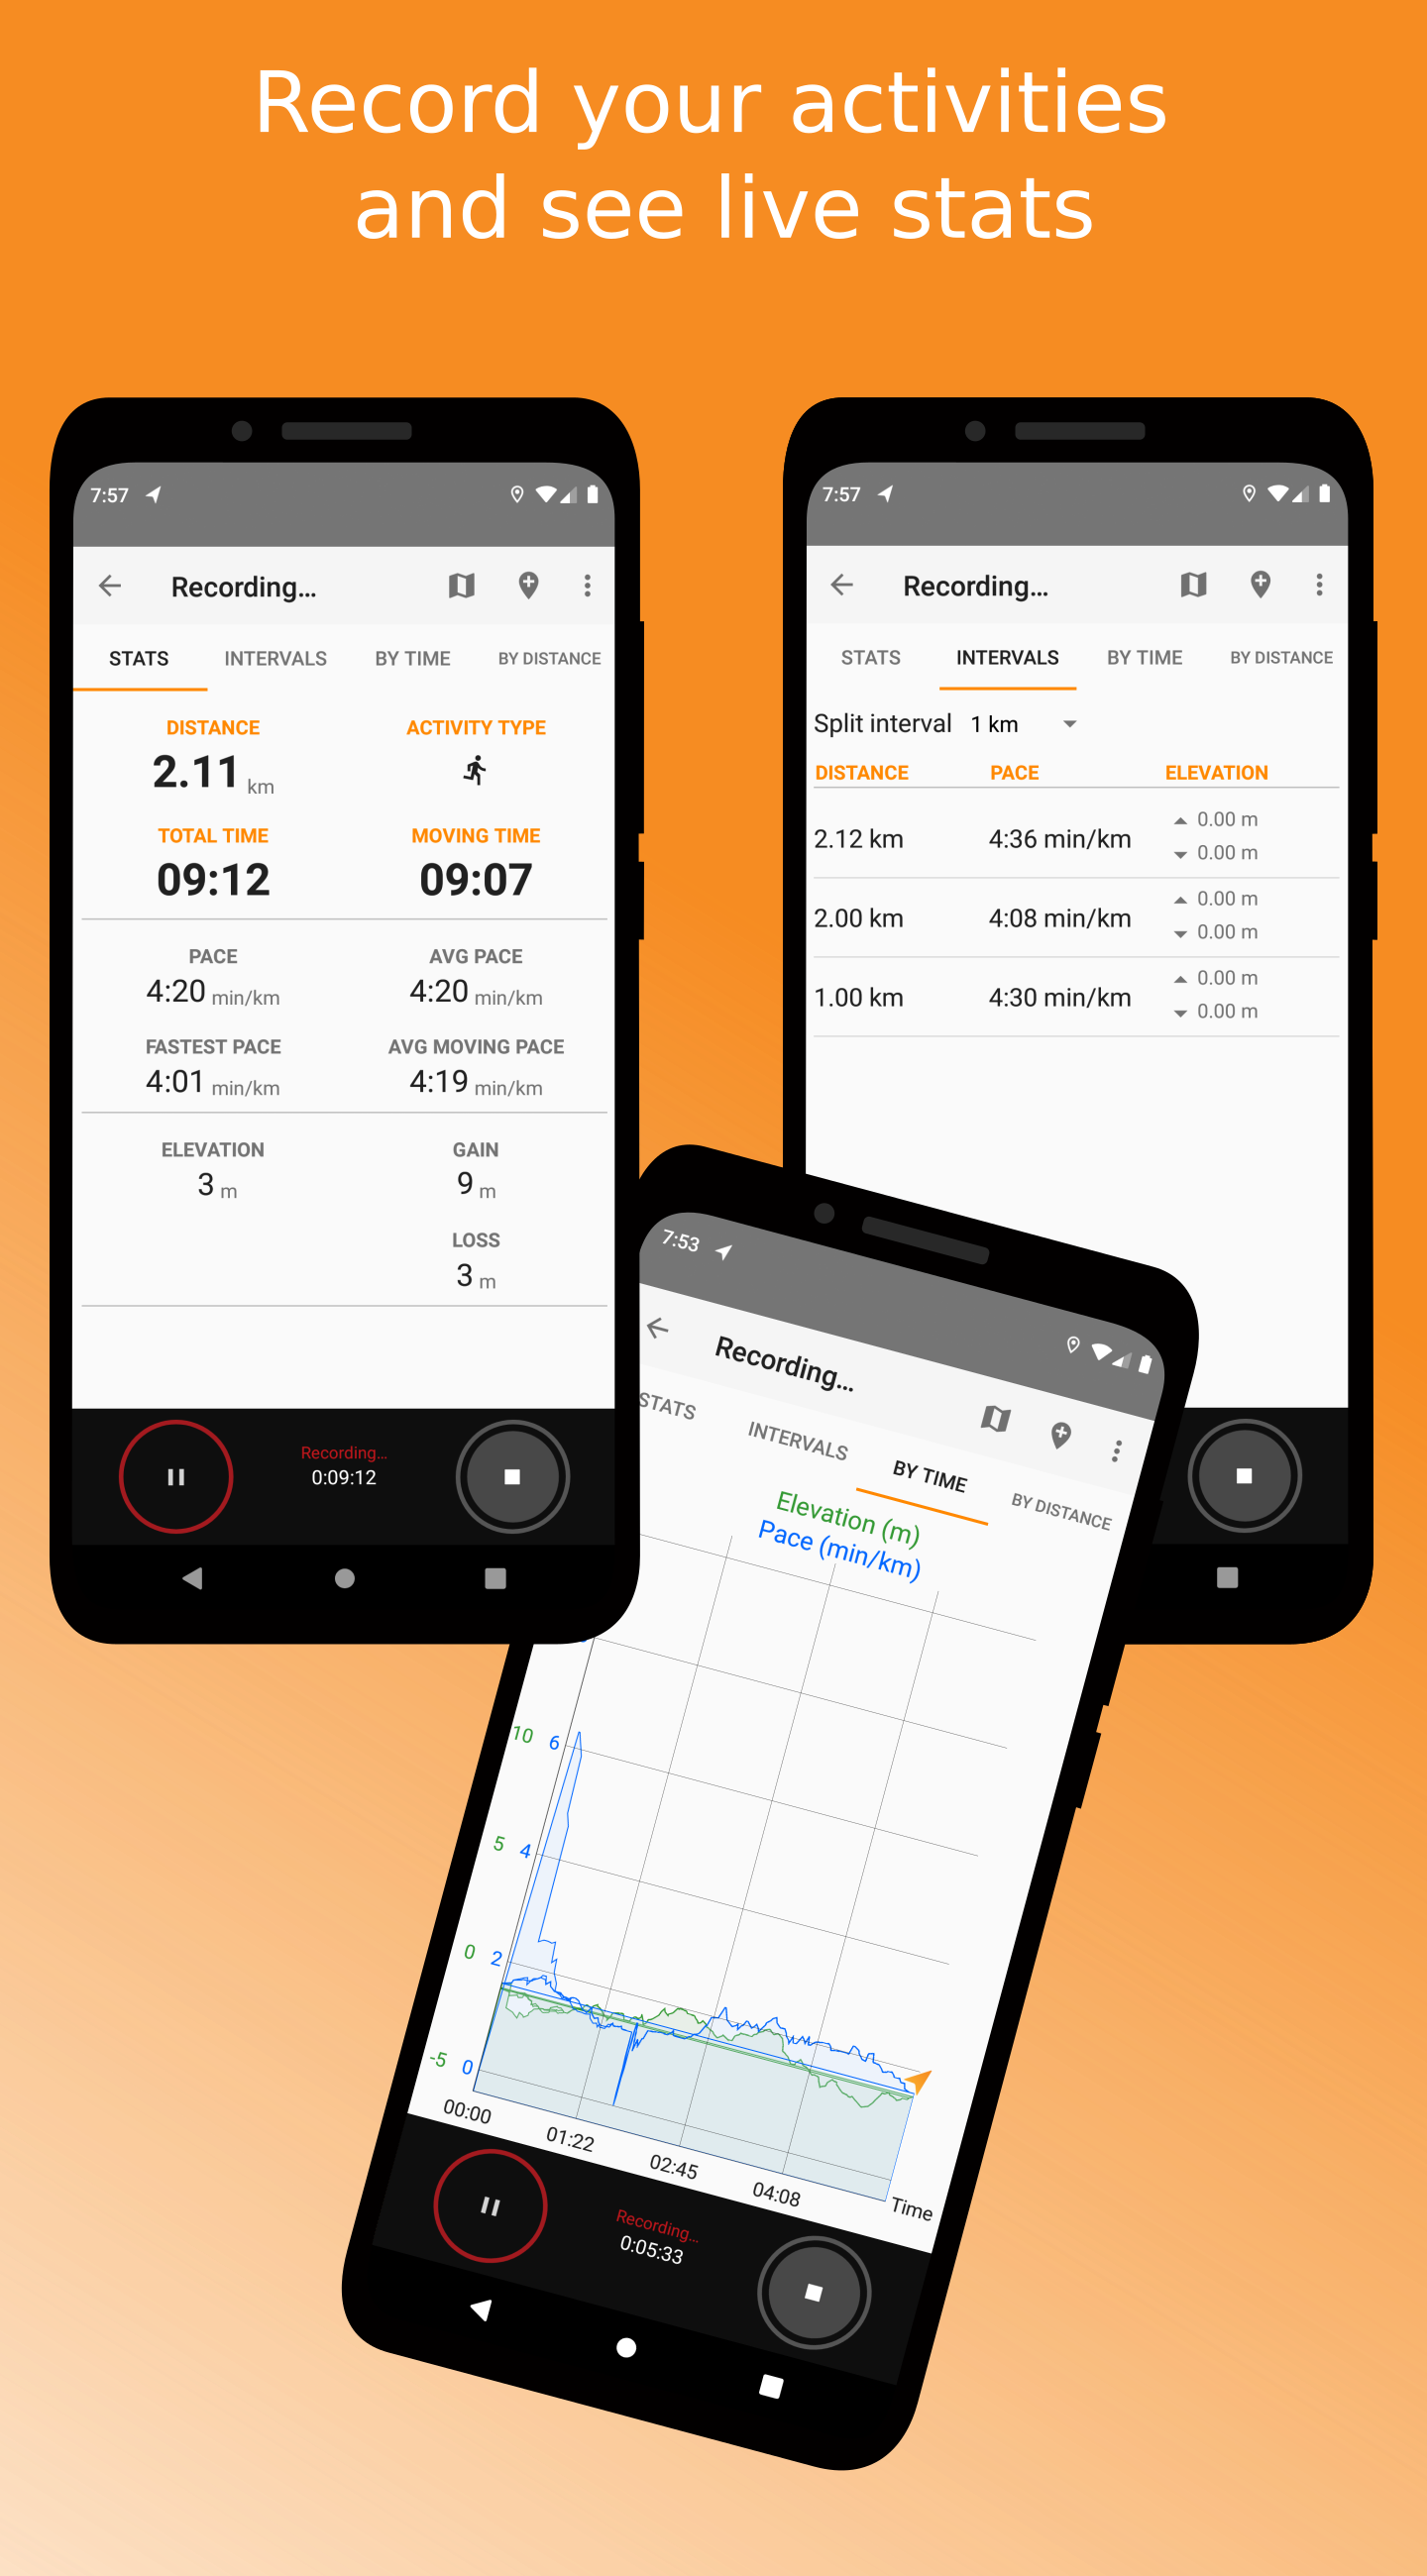 Record your activities
and see live stats
7:57
Recording...
STATS INTERVALS BY TIME BY DISTANCE
DISTANCE ACTIVITY TYPE
2.11 km
TOTAL TIME MOVING TIME
09:12 09:07
PACE AVG PACE
4:20 min/km 4:20 min/km
FASTEST PACE AVG MOVING PACE
4:01 min/km 4:19 min/km
ELEVATION GAIN
3 m 9 m
LOSS
3 m
Recording...
0:09:12
7:57
Recording...
STATS INTERVALS BY TIME BY DISTANCE
Split interval 1 km
DISTANCE PACE ELEVATION
2.12 km 4:36 min/km 0.00 m
0.00 m
2.00 km 4:08 min/km 0.00 m
0.00 m
1.00 km 4:30 min/km 0.00 m
0.00 m
7:53
Recording...
STATS INTERVALS BY TIME BY DISTANCE
Elevation (m)
Pace (min/km)
10 6
5 4
0 2
-5 0
00:00 01:22 02:45 04:08 Time
Recording...
0:05:33